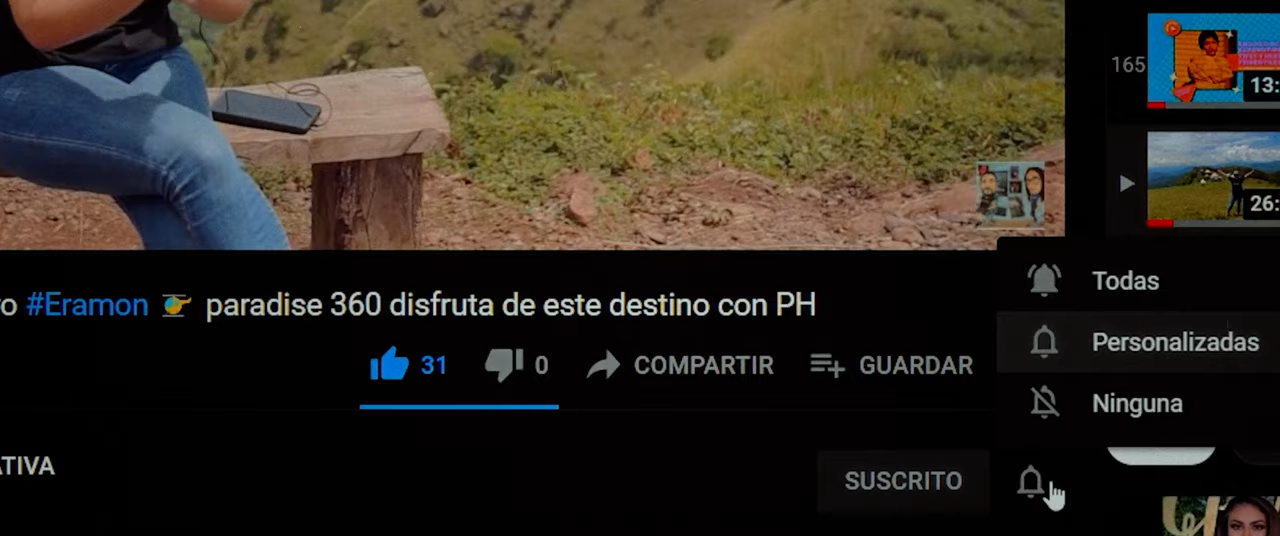 165
13:
26:
Todas
o #Eramon paradise 360 disfruta de este destino con PH
Personalizadas
31 0 COMPARTIR GUARDAR
Ninguna
ATIVA
SUSCRITO